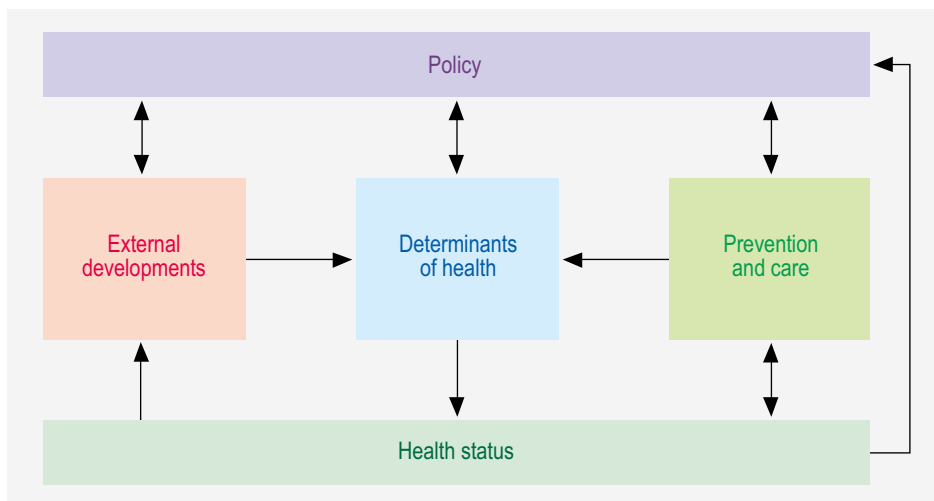 Policy
External
developments
Determinants
of health
Prevention
and care
Health status